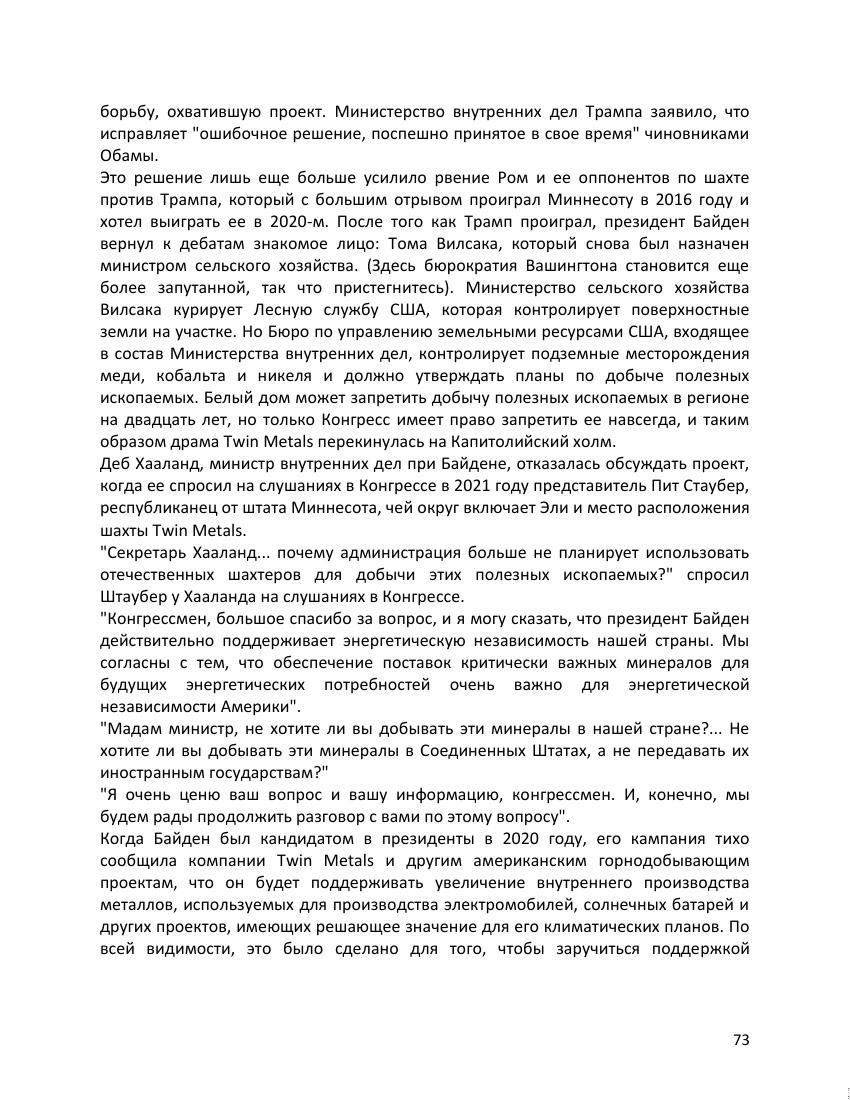 борьбу, охватившую проект. Министерство внутренних дел Трампа заявило, что
исправляет "ошибочное решение, поспешно принятое в свое время" чиновниками
Обамы.
Это решение лишь еще больше усилило рвение Ром и ее оппонентов по шахте
против Трампа, который с большим отрывом проиграл Миннесоту в 2016 году и
хотел выиграть ее в 2020-м. После того как Трамп проиграл, президент Байден
вернул к дебатам знакомое лицо: Тома Вилсака, который снова был назначен
министром сельского хозяйства. (Здесь бюрократия Вашингтона становится еще
более запутанной, так что пристегнитесь). Министерство сельского хозяйства
Вилсака курирует Лесную службу США, которая контролирует поверхностные
земли на участке. Но Бюро по управлению земельными ресурсами США, входящее
в состав Министерства внутренних дел, контролирует подземные месторождения
меди, кобальта и никеля и должно утверждать планы по добыче полезных
ископаемых. Белый дом может запретить добычу полезных ископаемых в регионе
на двадцать лет, но только Конгресс имеет право запретить ее навсегда, и таким
образом драма Twin Metals перекинулась на Капитолийский холм.
Деб Хааланд, министр внутренних дел при Байдене, отказалась обсуждать проект,
когда ее спросил на слушаниях в Конгрессе в 2021 году представитель Пит Стаубер,
республиканец от штата Миннесота, чей округ включает Эли и место расположения
шахты Twin Metals.
"Секретарь Хааланд... почему администрация больше не планирует использовать
отечественных шахтеров для добычи этих полезных ископаемых?" спросил
Штаубер у Хааланда на слушаниях в Конгрессе.
"Конгрессмен, большое спасибо за вопрос, и я могу сказать, что президент Байден
действительно поддерживает энергетическую независимость нашей страны. Мы
согласны с тем, что обеспечение поставок критически важных минералов для
будущих энергетических потребностей очень важно для энергетической
независимости Америки".
"Мадам министр, не хотите ли вы добывать эти минералы в нашей стране?... Не
хотите ли вы добывать эти минералы в Соединенных Штатах, а не передавать их
иностранным государствам?"
"Я очень ценю ваш вопрос и вашу информацию, конгрессмен. И, конечно, мы
будем рады продолжить разговор с вами по этому вопросу".
Когда Байден был кандидатом в президенты в 2020 году, его кампания тихо
сообщила компании Twin Metals и другим американским горнодобывающим
проектам, что он будет поддерживать увеличение внутреннего производства
металлов, используемых для производства электромобилей, солнечных батарей и
других проектов, имеющих решающее значение для его климатических планов. По
всей видимости, это было сделано для того, чтобы заручиться поддержкой
73